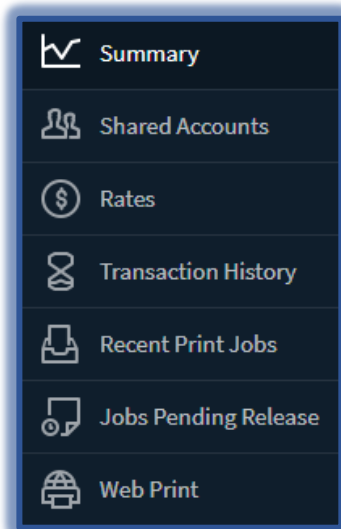 Summary
Shared Accounts
$ Rates
Transaction History
Recent Print Jobs
Jobs Pending Release
Web Print